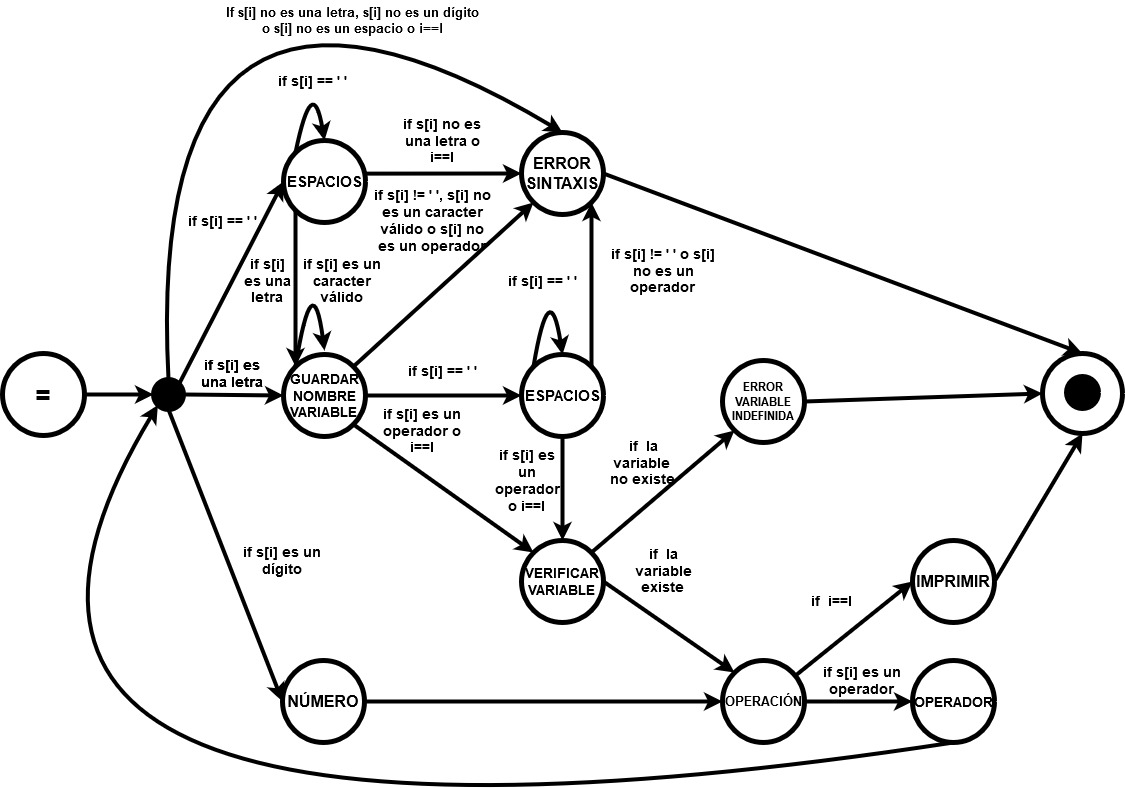 If s[i] no es una letra, s[i] no es un dígito
o s[i] no es un espacio o i==l
if s[i] == ' '
if s[i] no es
una letra o
i==l
ERROR
SINTAXIS
ESPACIOS
if s[i] == ' '
if s[i] != ' ', s[i] no
es un caracter
válido o s[i] no
es un operador
if s[i]
es una
letra
if s[i] es un
caracter
válido
if s[i] == ' '
if s[i] != ' ' o s[i]
no es un
operador
=
if s[i] es
una letra
GUARDAR
NOMBRE
VARIABLE
if s[i] == ' '
ESPACIOS
ERROR
VARIABLE
INDEFINIDA
if s[i] es un
operador o
i==l
if s[i] es
un
operador
o i==l
if la
variable
no existe
if s[i] es un
dígito
VERIFICAR
VARIABLE
if la
variable
existe
if i==l
IMPRIMIR
NÚMERO
OPERACIÓN
if s[i] es un
operador
OPERADOR